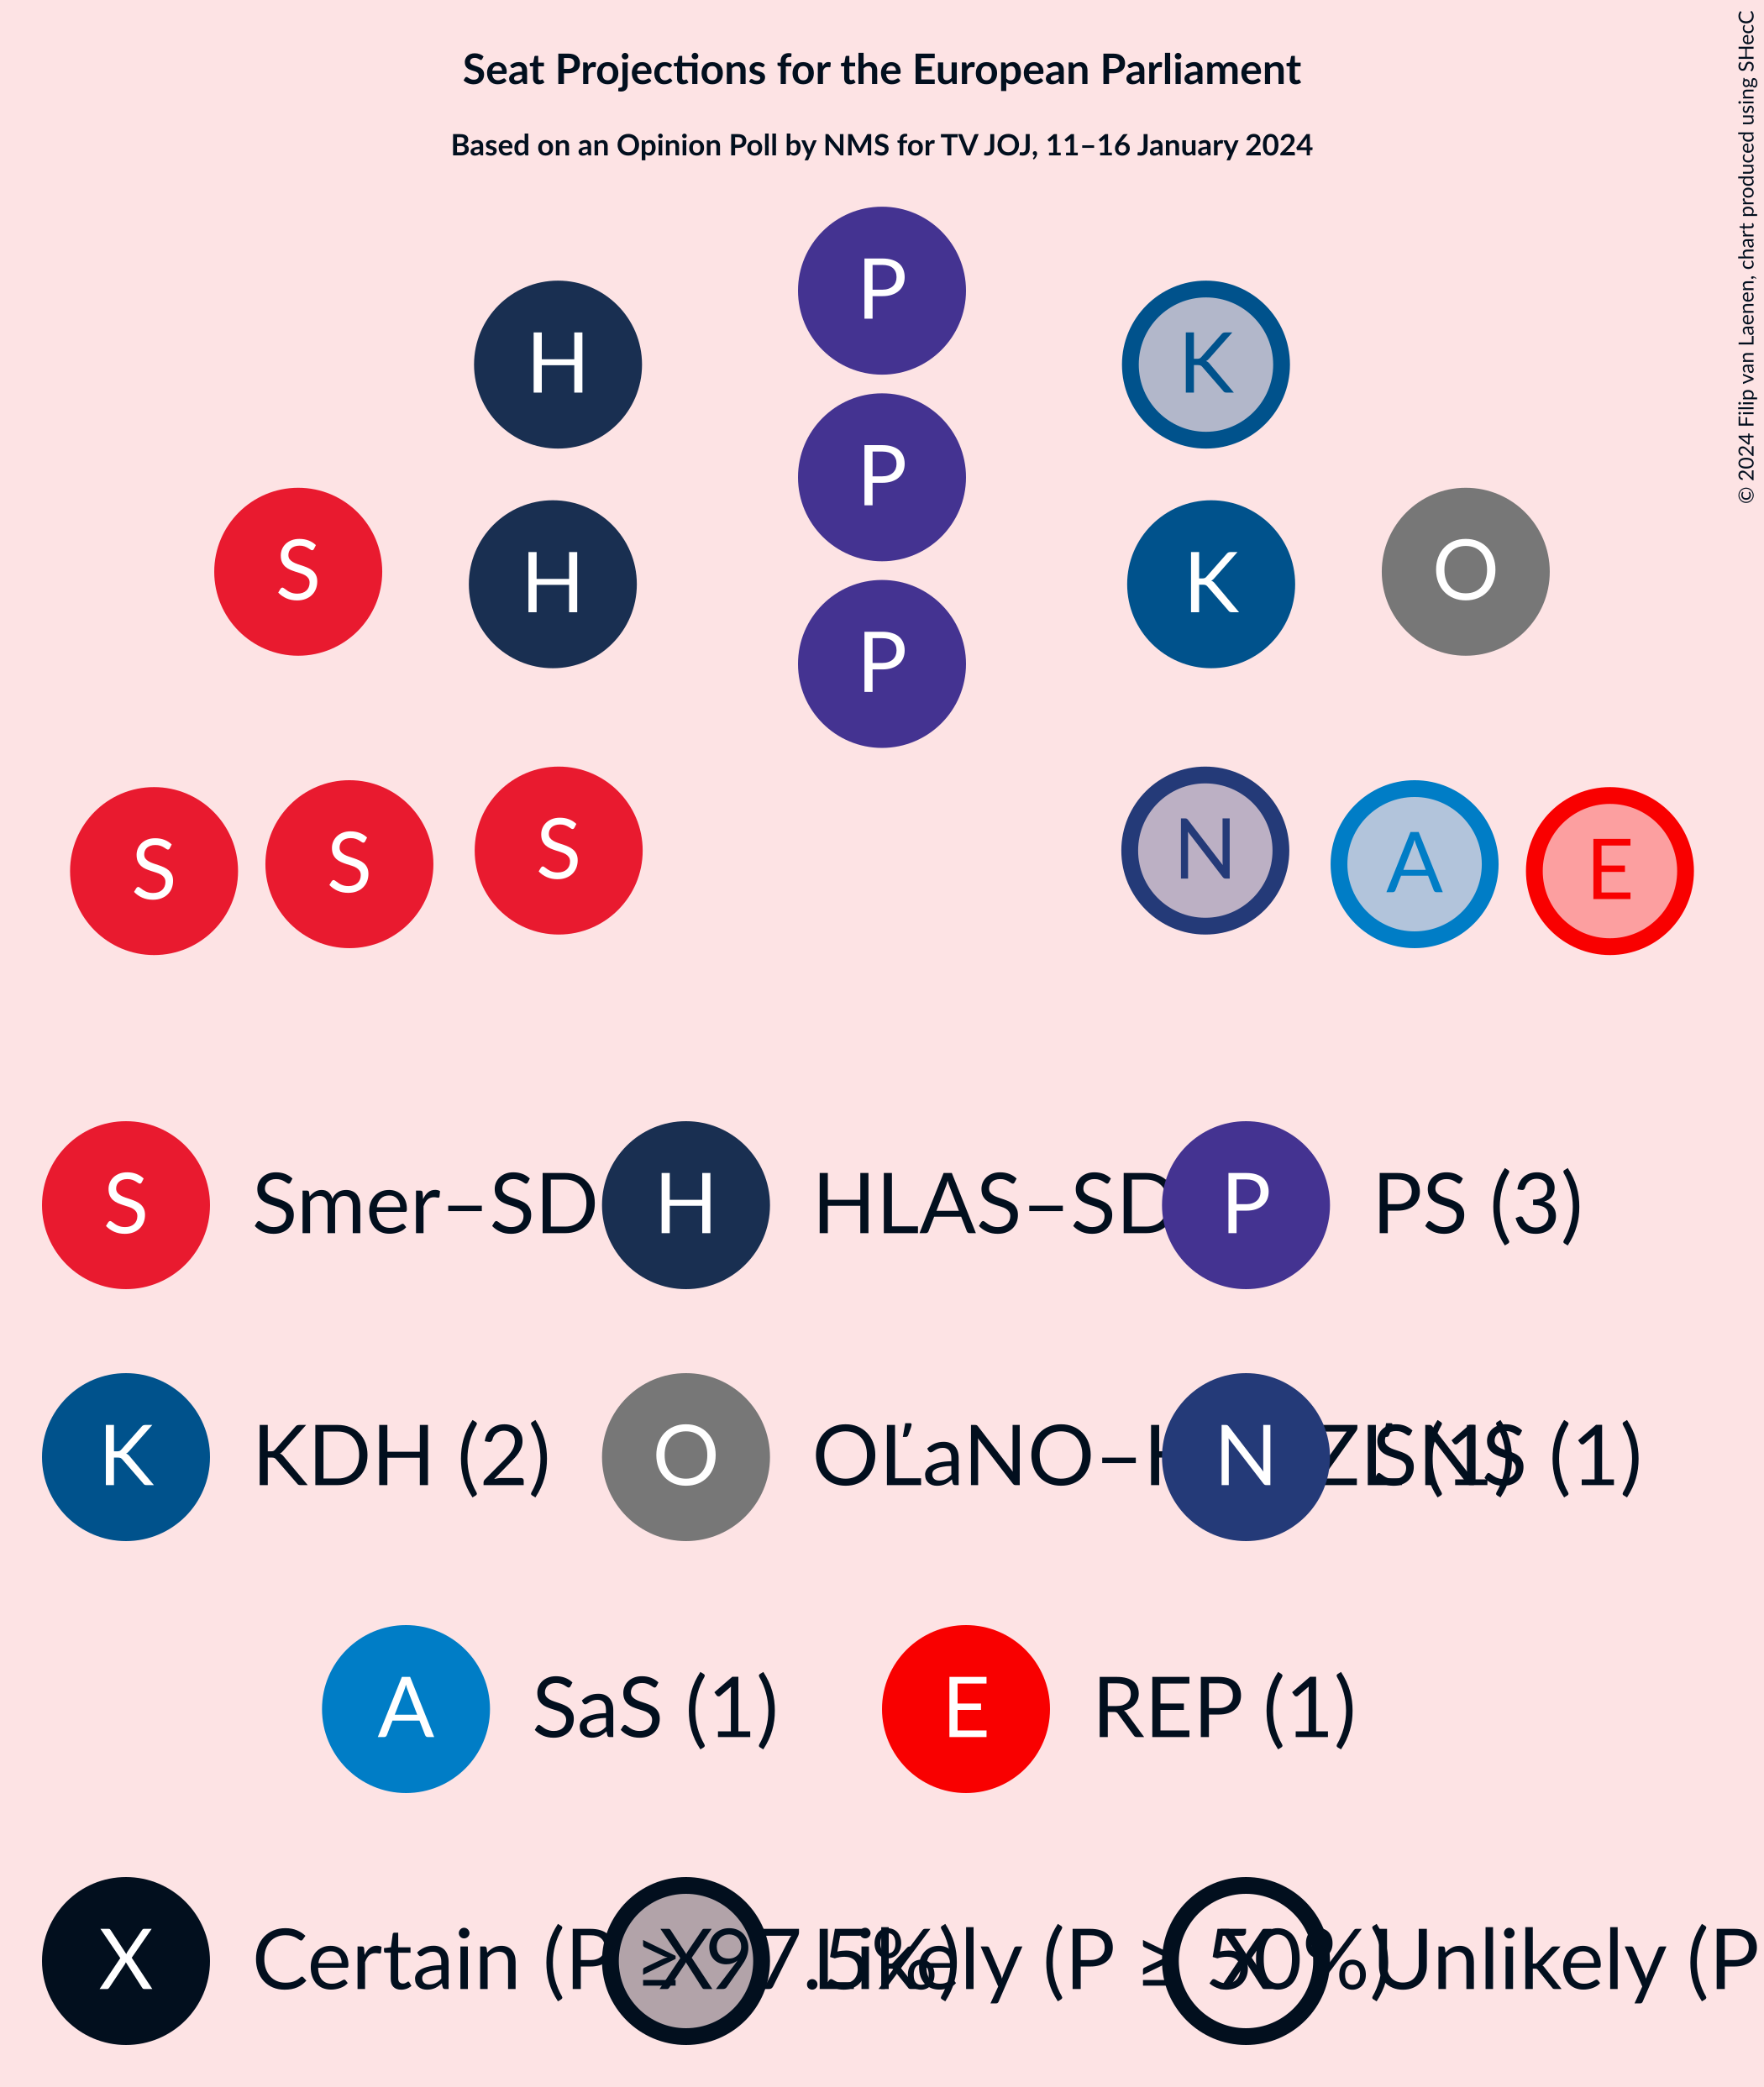 Seat Projections for the European Parliament
Based on an Opinion Poll by NMS for TV JOJ, 11–16 January 2024
© 2024 Filip van Laenen, chart produced using SHecC
P
H K
P
S H K O
P
S S S N A E
S Smer–SD H HLAS–SD P PS (3)
K KDH (2) O OĽaNO– N SNS (1)
A SaS (1) E REP (1)
X Certain (P ≥ 97.5%) X Likely (P ≥ 50%) X Unlikely (P